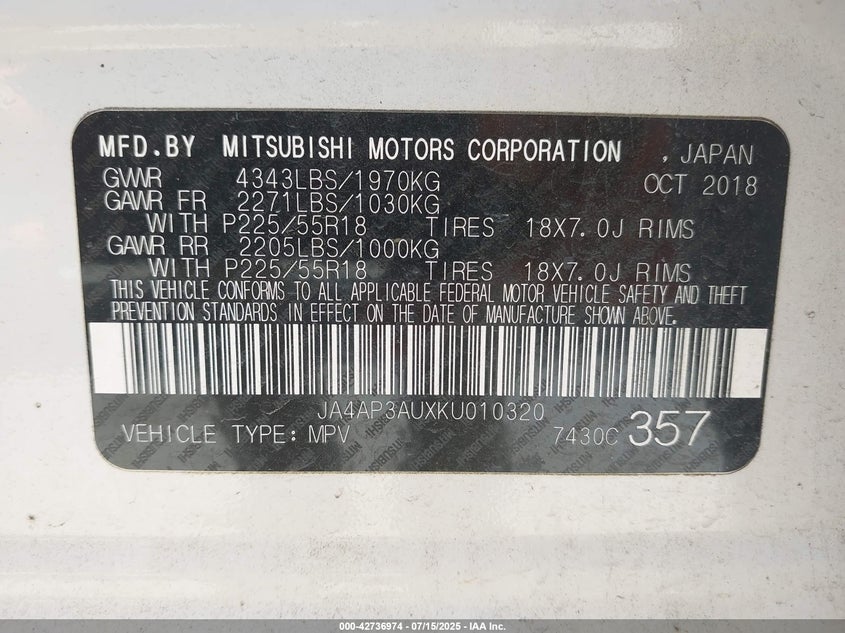 MFD.BY MITSUBISHI MOTORS CORPORATION , JAPAN
GVWR 4343LBS/1970KG OCT 2018
GAWR FR 2271LBS/1030KG
WITH P225/55R18 TIRES 18X7.0J RIMS
GAWR RR 2205LBS/1000KG
WITH P225/55R18 TIRES 18X7.0J RIMS
THIS VEHICLE CONFORMS TO ALL APPLICABLE FEDERAL MOTOR VEHICLE SAFETY AND THEFT
PREVENTION STANDARDS IN EFFECT ON THE DATE OF MANUFACTURE SHOWN ABOVE.
JA4AP3AUXKU010320
VEHICLE TYPE: MPV 7430C 357
000-42736974 - 07/15/2025 - IAA Inc.